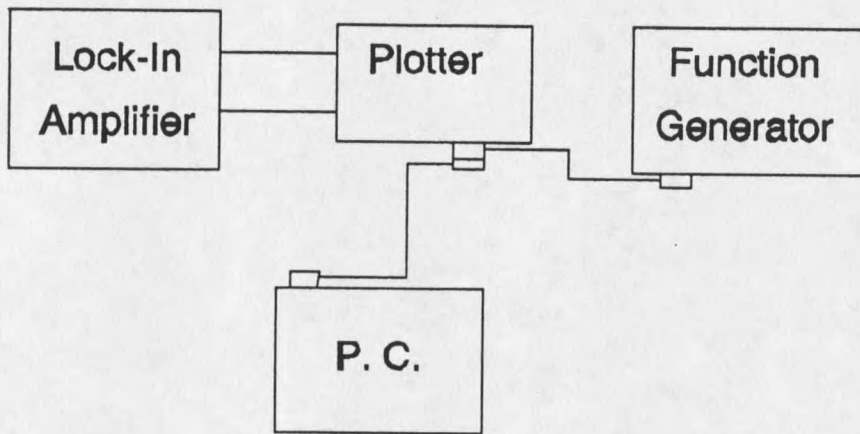 Lock-In
Amplifier
Plotter
Function
Generator
P. C.